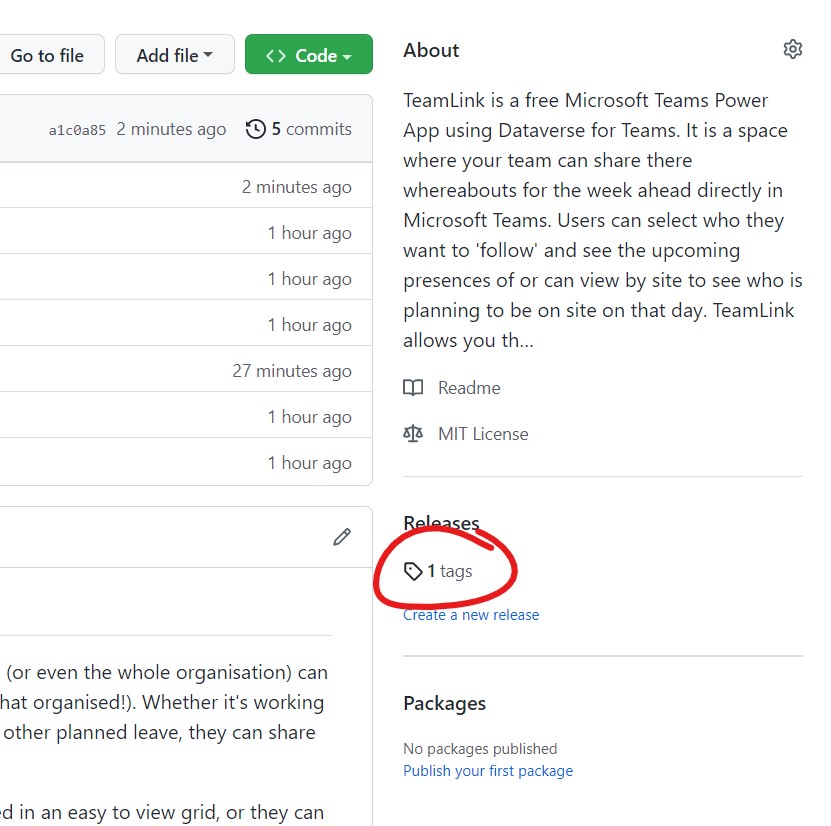 Go to file
Add file
Code
a1c0a85 2 minutes ago 5 commits
2 minutes ago
1 hour ago
1 hour ago
1 hour ago
27 minutes ago
1 hour ago
1 hour ago
(or even the whole organisation) can
hat organised!). Whether it's working
other planned leave, they can share
ed in an easy to view grid, or they can
About
TeamLink is a free Microsoft Teams Power
App using Dataverse for Teams. It is a space
where your team can share there
whereabouts for the week ahead directly in
Microsoft Teams. Users can select who they
want to 'follow' and see the upcoming
presences of or can view by site to see who is
planning to be on site on that day. TeamLink
allows you th...
Readme
MIT License
Releases
1 tags
Create a new release
Packages
No packages published
Publish your first package